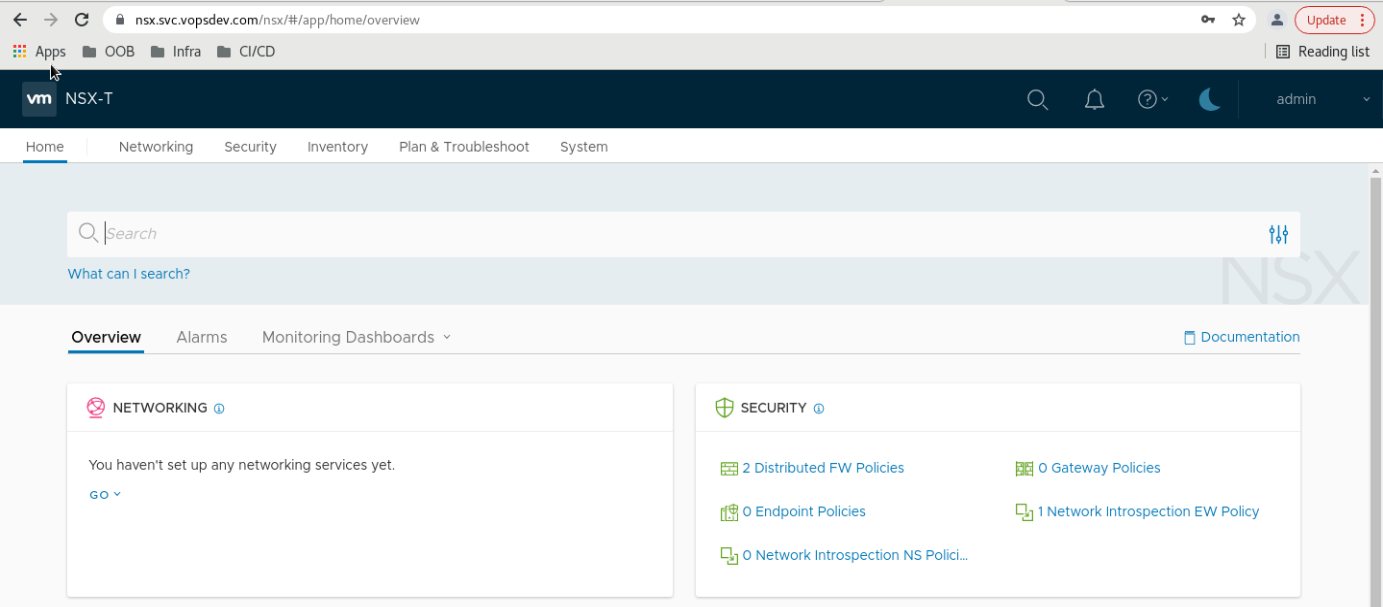 nsx.svc.vopsdev.com/nsx/#/app/home/overview Update
Apps OOB Infra CI/CD Reading list
vm NSX-T admin
Home Networking Security Inventory Plan & Troubleshoot System
Search
What can I search?
NSX
Overview Alarms Monitoring Dashboards Documentation
NETWORKING
You haven't set up any networking services yet.
GO
SECURITY
2 Distributed FW Policies 0 Gateway Policies
0 Endpoint Policies 1 Network Introspection EW Policy
0 Network Introspection NS Polici...